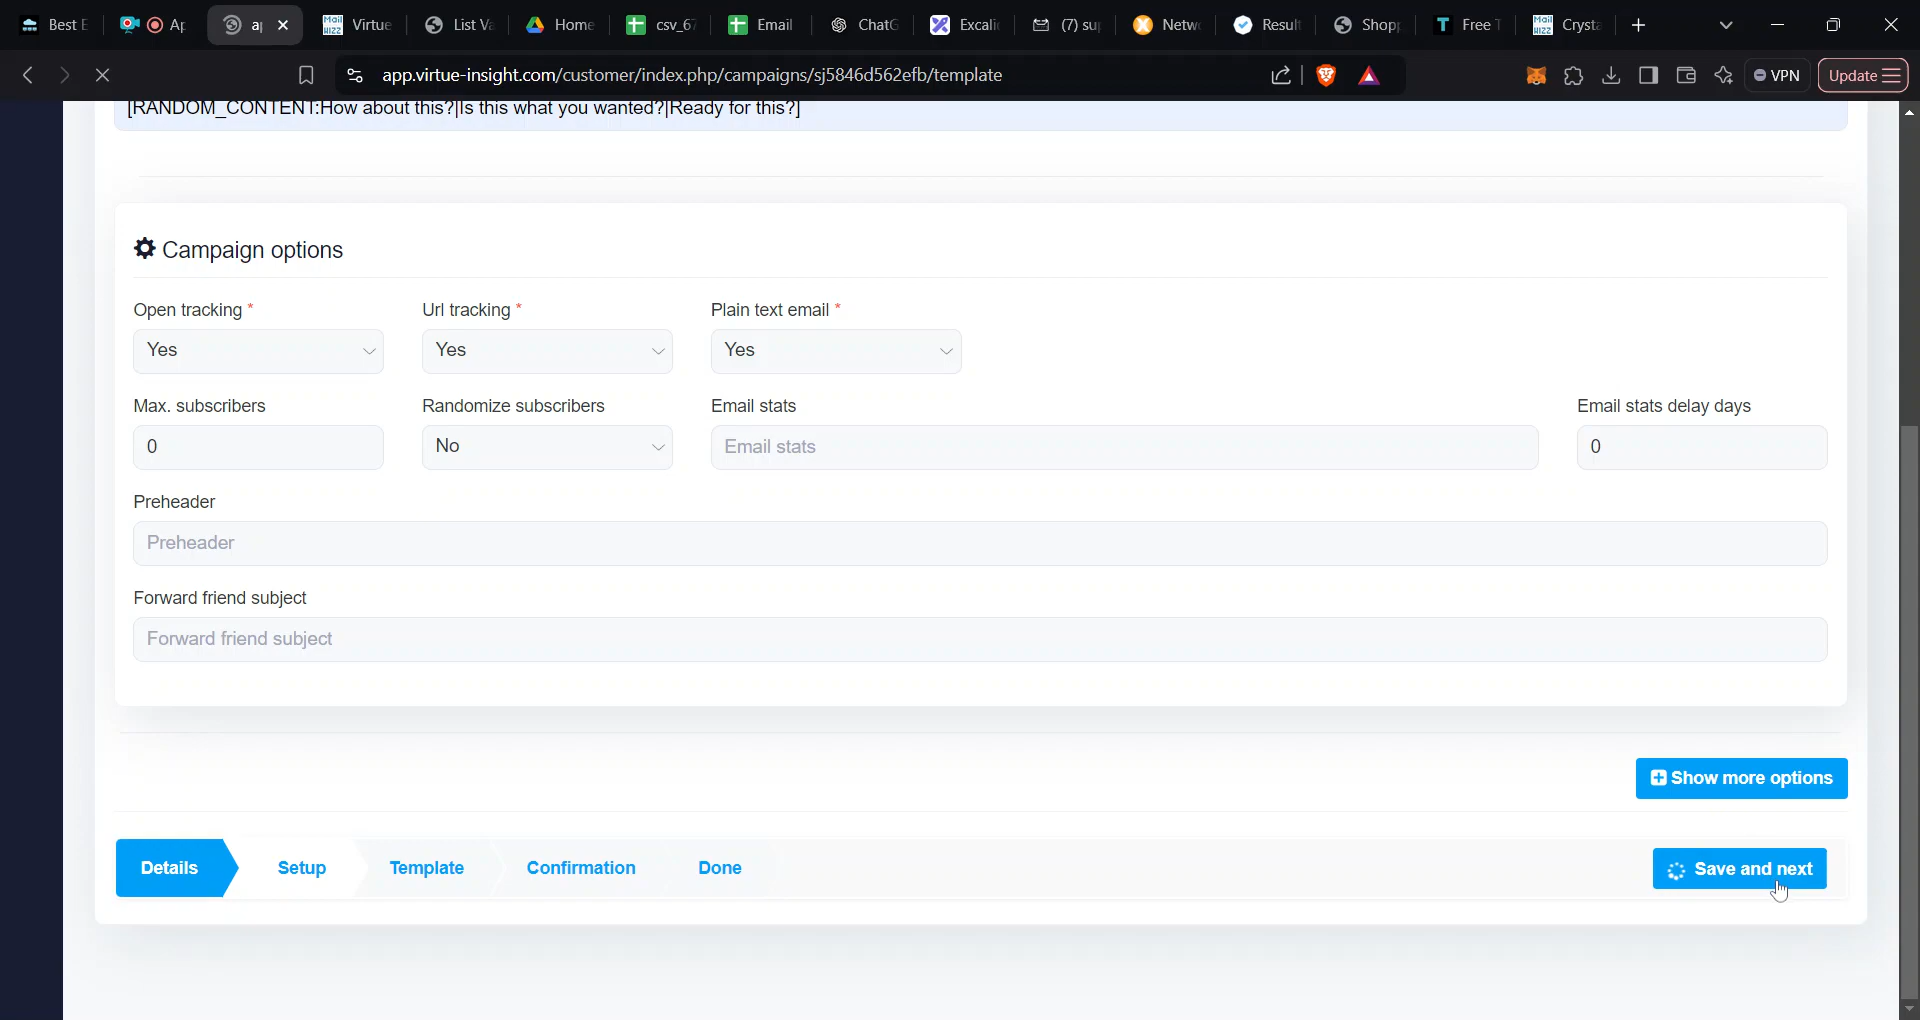 Best E
Ap
a
Virtue
List Va
Home
csv_67
Email
ChatG
Excali
(7) su
Netw
Result
Shop
Free T
Crysta
app.virtue-insight.com/customer/index.php/campaigns/sj5846d562efb/template
VPN
Update
[RANDOM_CONTENT:How about this?|Is this what you wanted?|Ready for this?]
Campaign options
Open tracking *
Url tracking *
Plain text email *
Yes
Yes
Yes
Max. subscribers
Randomize subscribers
Email stats
Email stats delay days
0
No
Email stats
0
Preheader
Preheader
Forward friend subject
Forward friend subject
Show more options
Details
Setup
Template
Confirmation
Done
Save and next